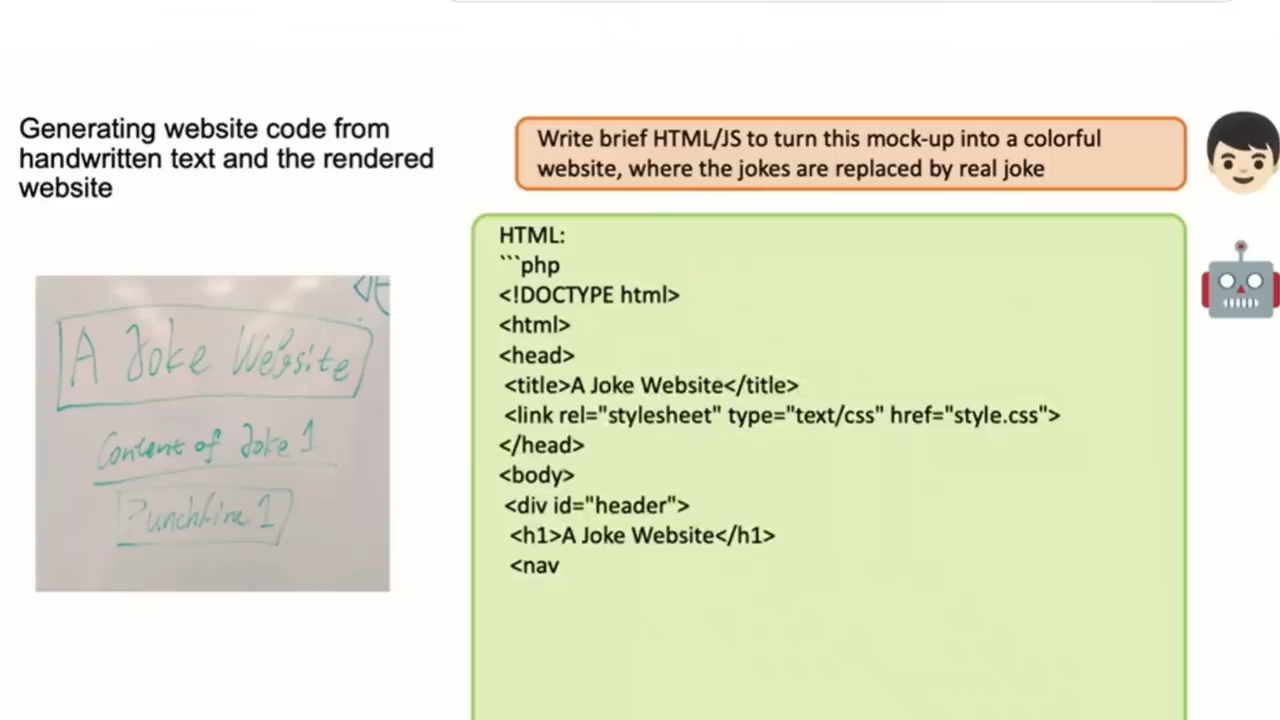 Generating website code from
handwritten text and the rendered
website
A Joke Website
Content of Joke 1
Punchline 1
Write brief HTML/JS to turn this mock-up into a colorful
website, where the jokes are replaced by real joke
HTML:
```php
<!DOCTYPE html>
<html>
<head>
<title>A Joke Website</title>
<link rel="stylesheet" type="text/css" href="style.css">
</head>
<body>
<div id="header">
<h1>A Joke Website</h1>
<nav